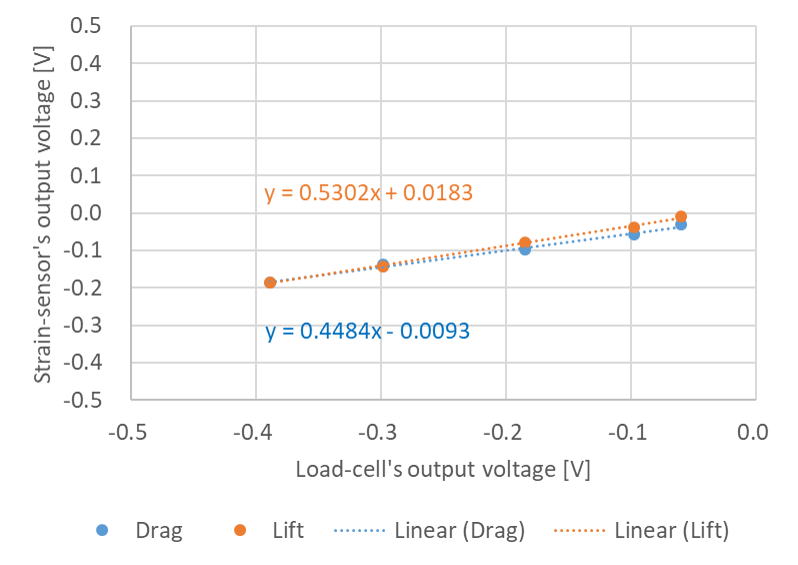 0.5
0.4
0.3
0.2
0.1
0.0
-0.1
-0.2
-0.3
-0.4
-0.5
Strain-sensor's output voltage [V]
y = 0.5302x + 0.0183
y = 0.4484x - 0.0093
-0.5 -0.4 -0.3 -0.2 -0.1 0.0
Load-cell's output voltage [V]
Drag Lift Linear (Drag) Linear (Lift)